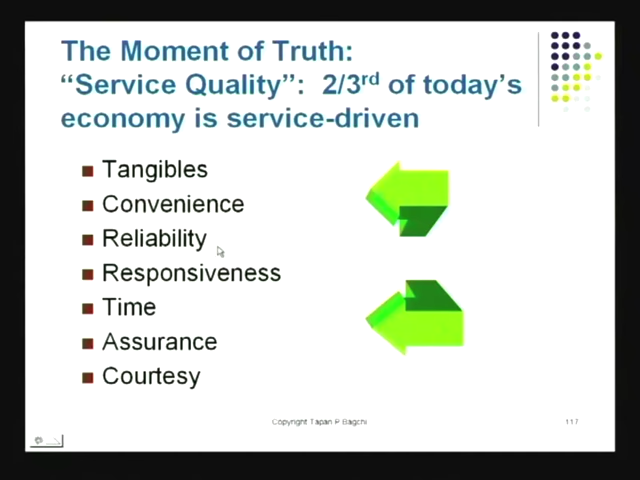 The Moment of Truth:
“Service Quality”: 2/3rd of today’s
economy is service-driven
Tangibles
Convenience
Reliability
Responsiveness
Time
Assurance
Courtesy
Copyright Tapan P Bagchi
117